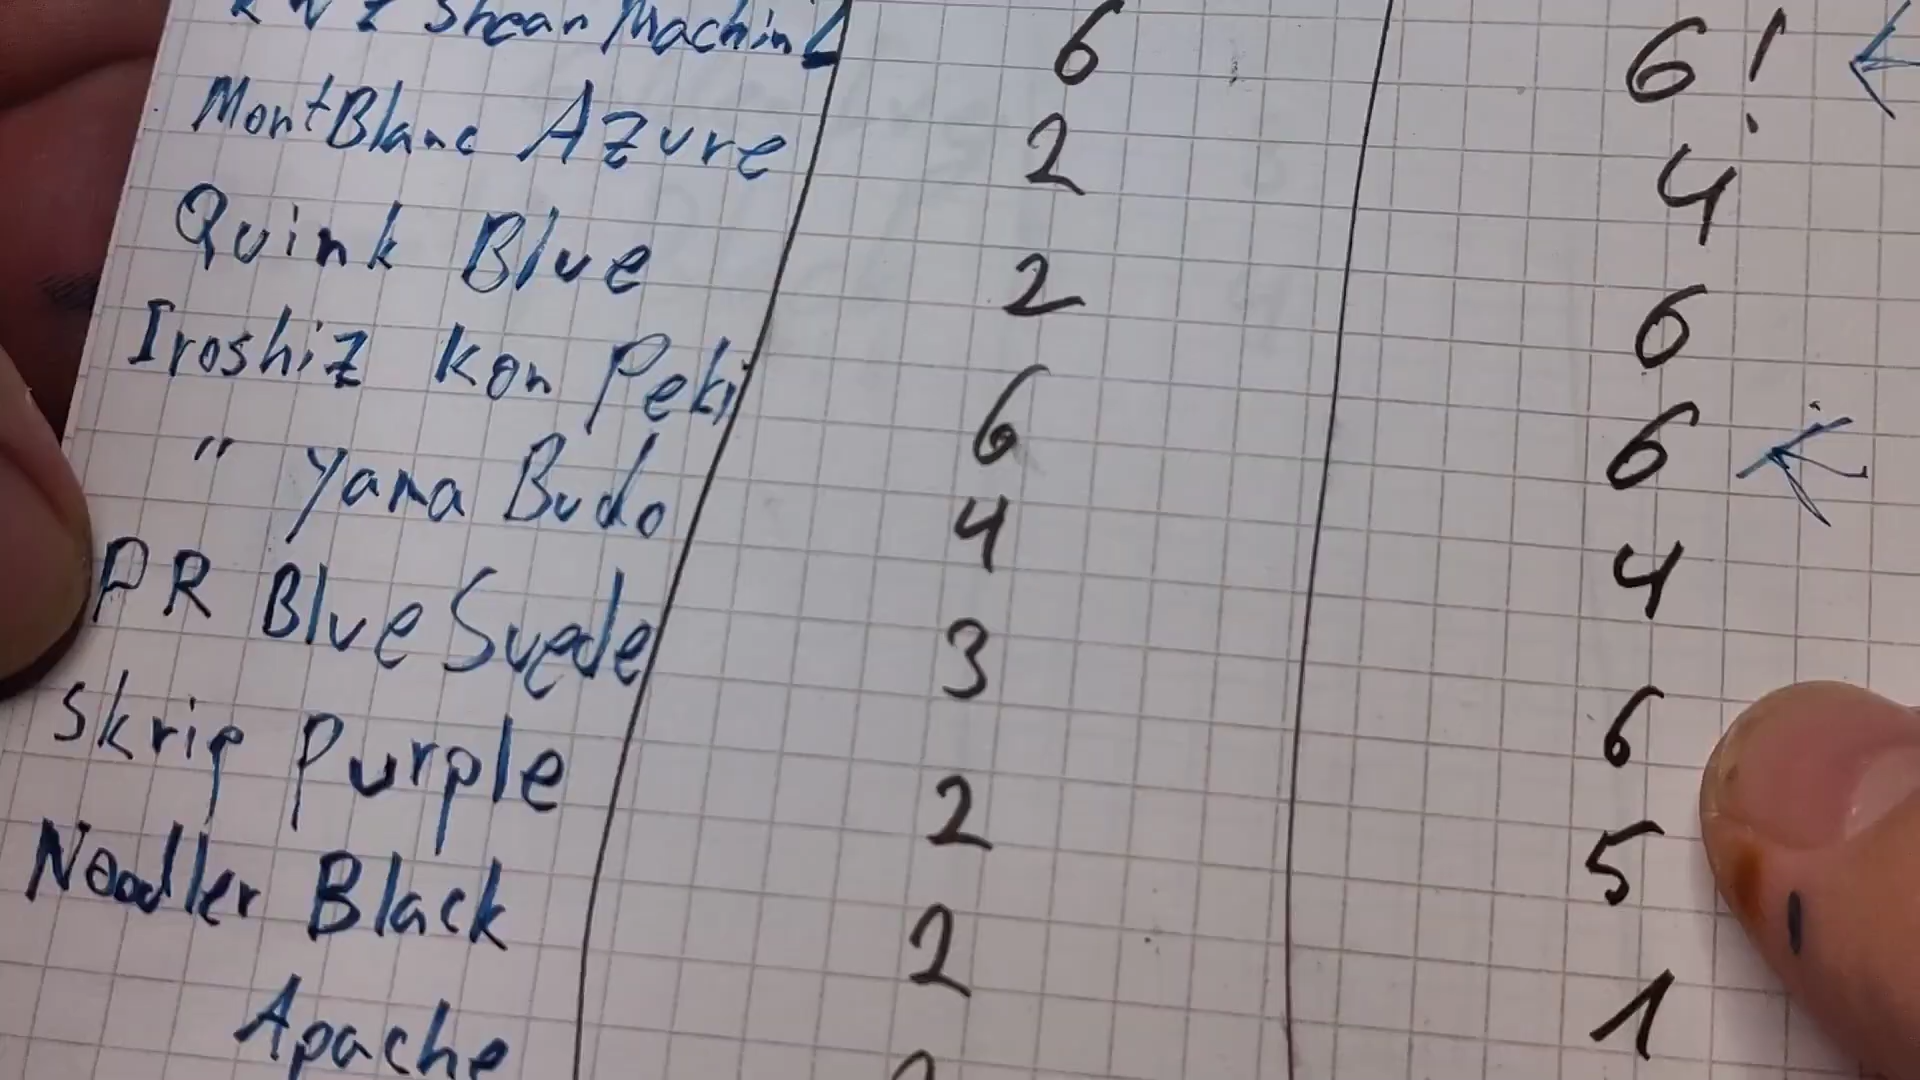 Shear Machine 6 6!
MontBlanc Azure 2 4
Quink Blue 2 6
Iroshiz Kon Peki 6 6
" Yama Budo 4 4
PR Blue Suede 3 6
Skrip Purple 2 5
Noodler Black 2 1
Apache